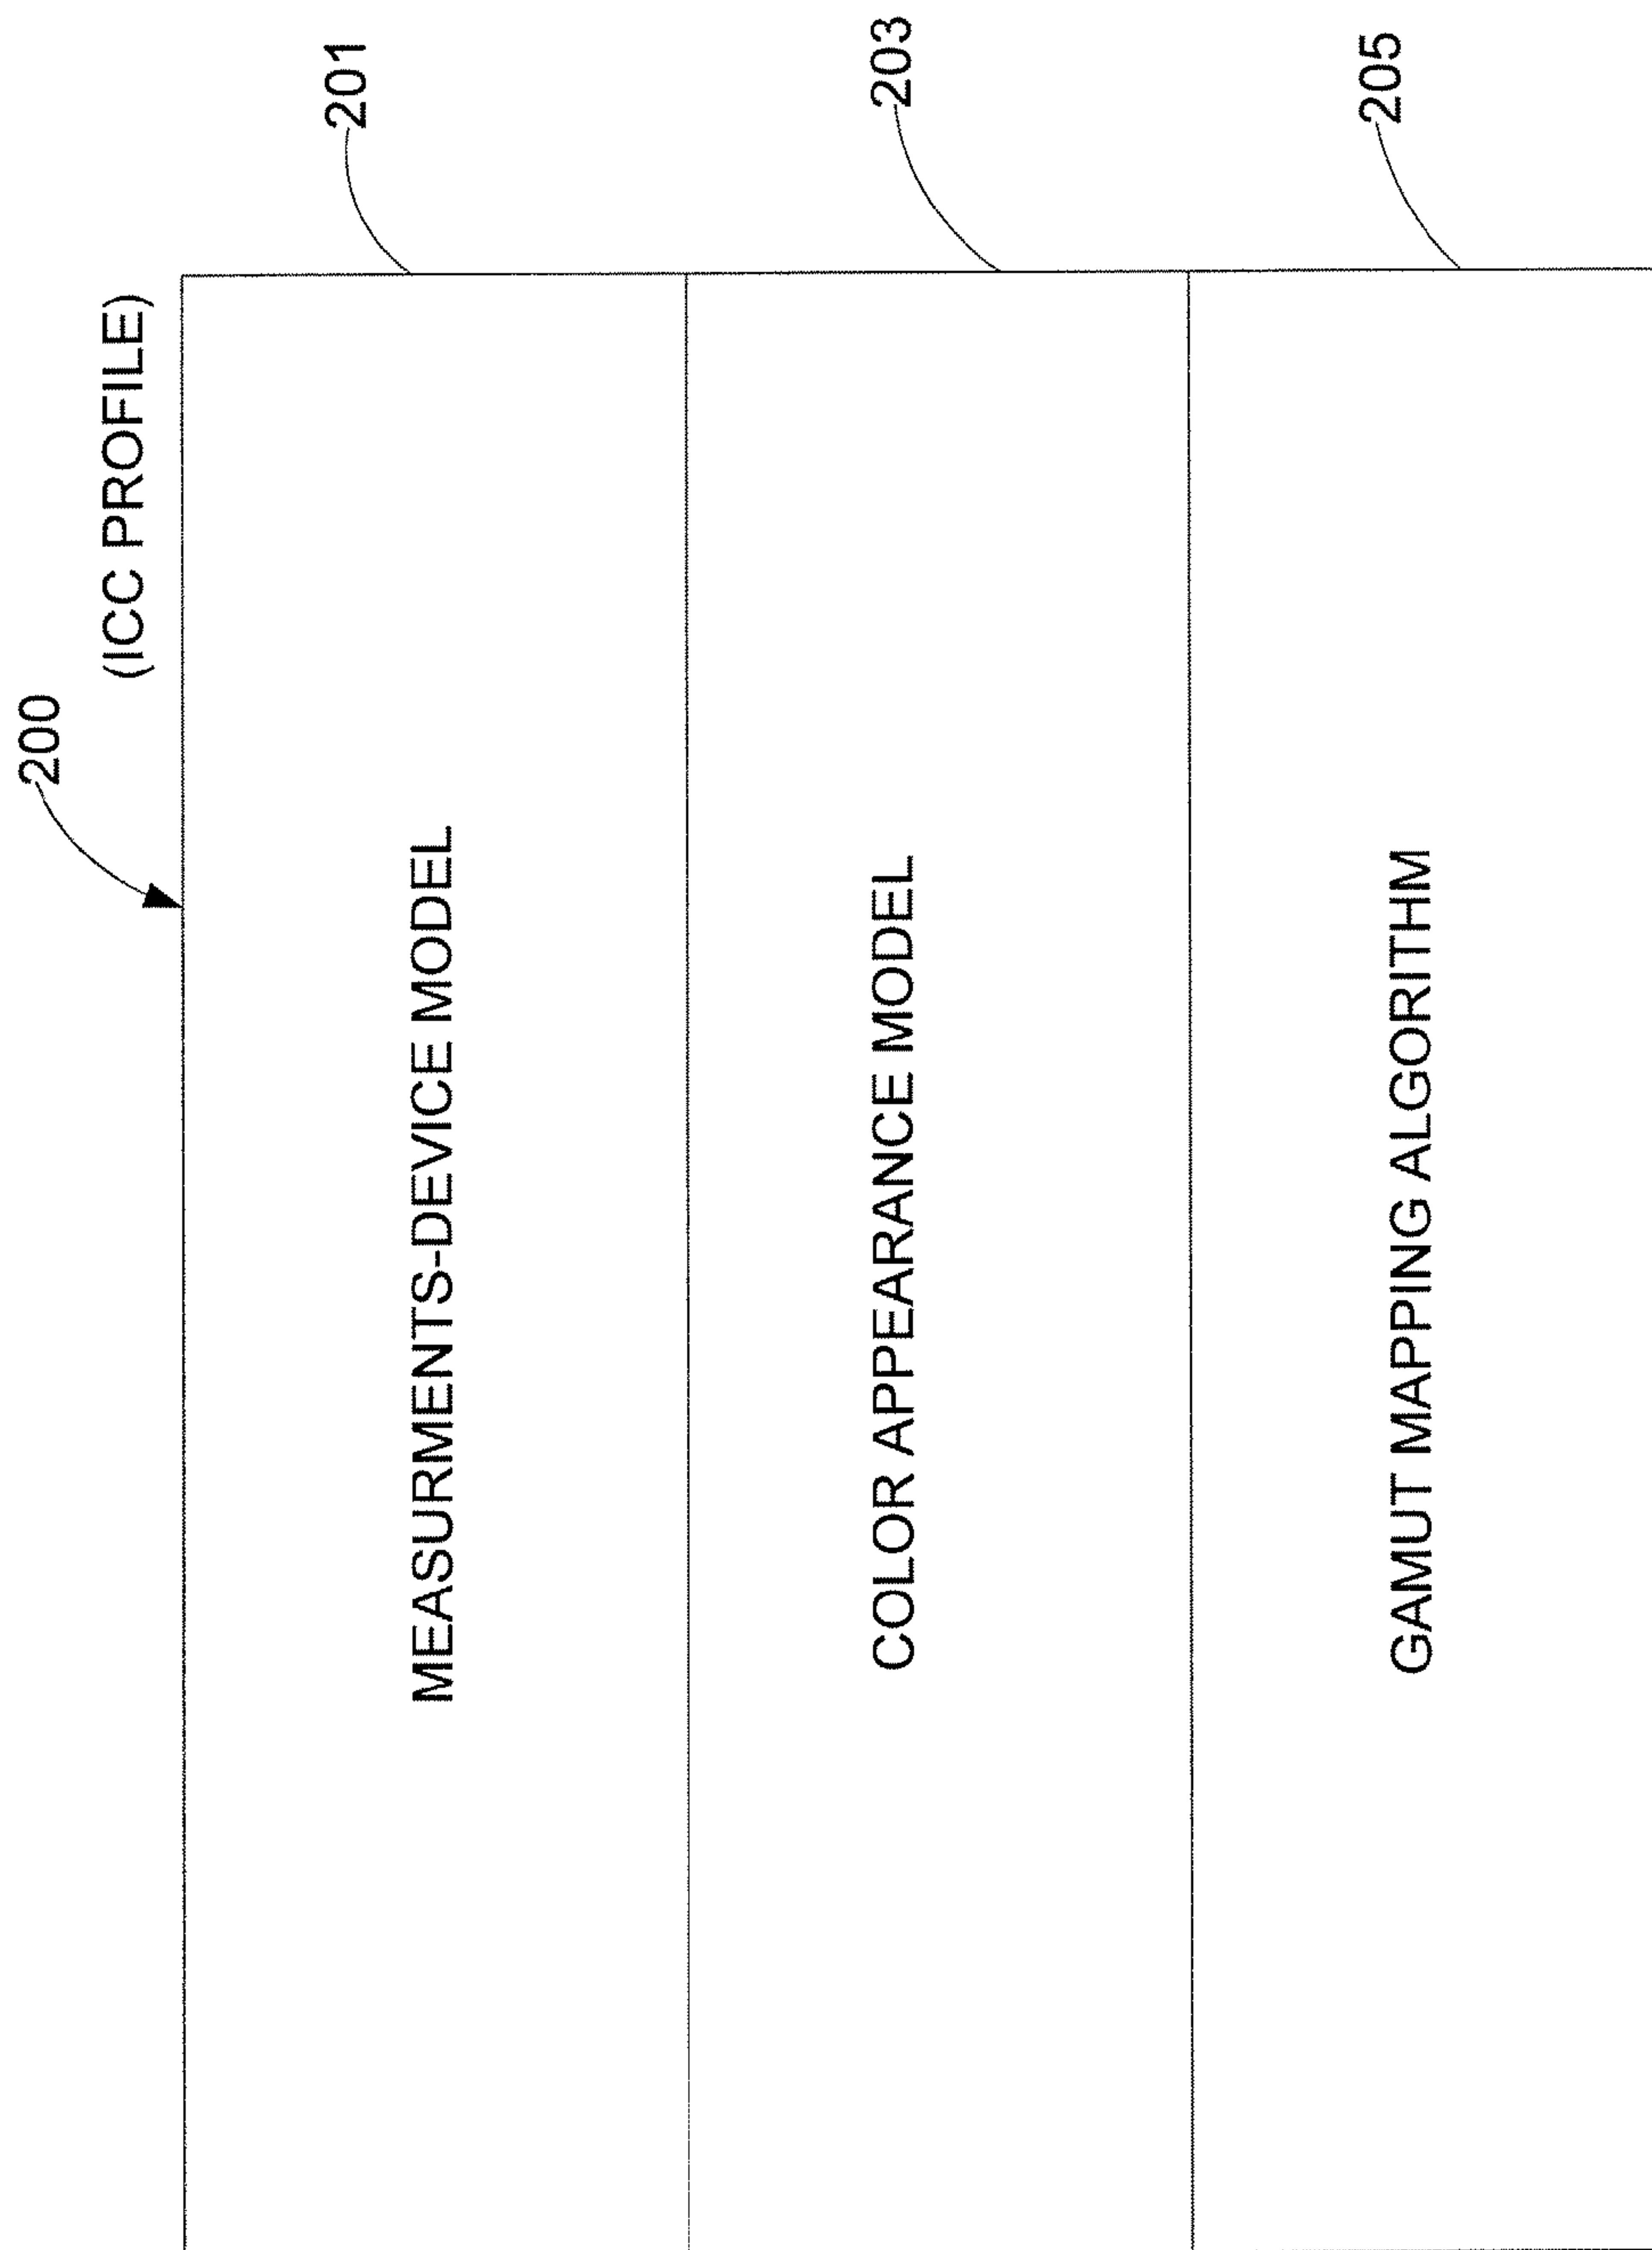 200
(ICC PROFILE)
201
MEASURMENTS-DEVICE MODEL
203
COLOR APPEARANCE MODEL
205
GAMUT MAPPING ALGORITHM